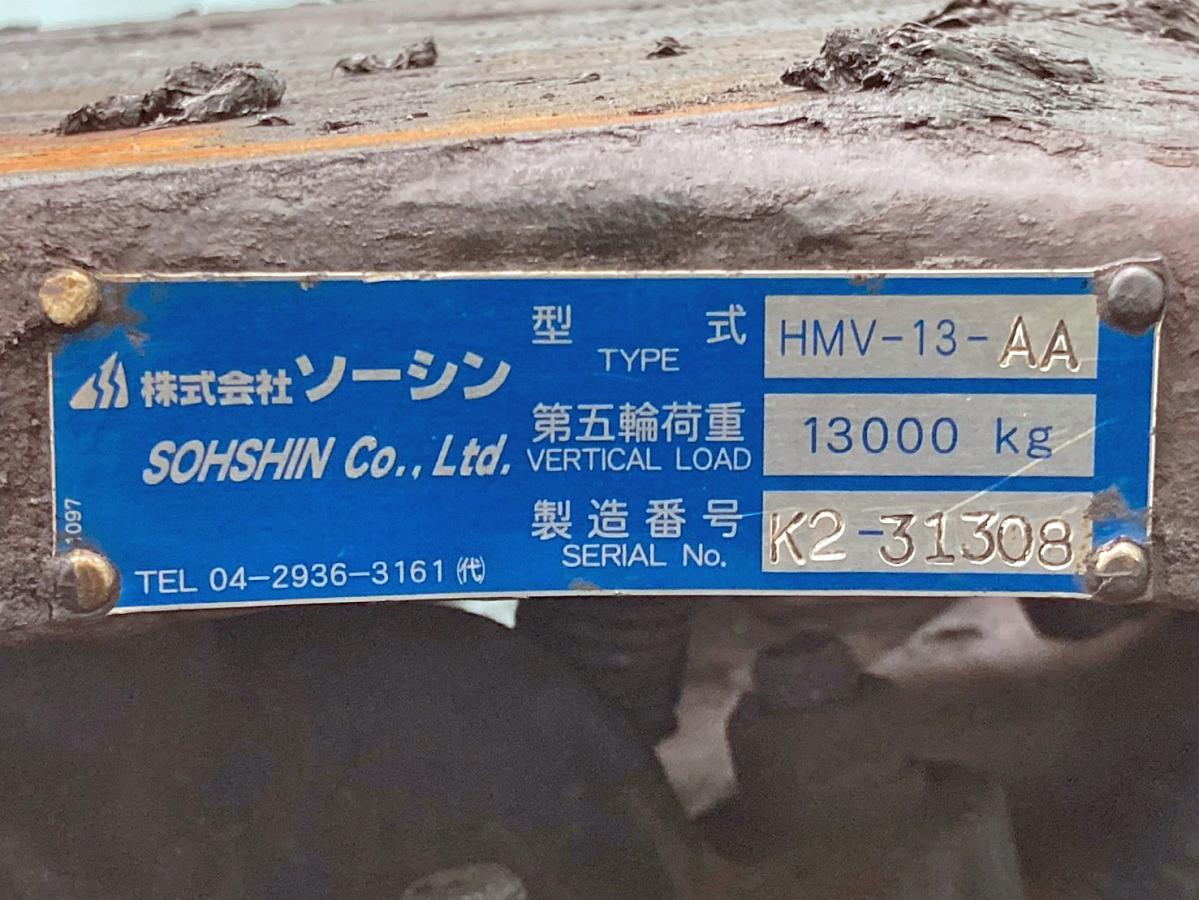 株式会社ソーシン
SOHSHIN Co.,Ltd.
1097
TEL 04-2936-3161 ㈹
型 式 HMV-13-AA
TYPE
第五輪荷重 13000 kg
VERTICAL LOAD
製造番号 K2-31308
SERIAL No.